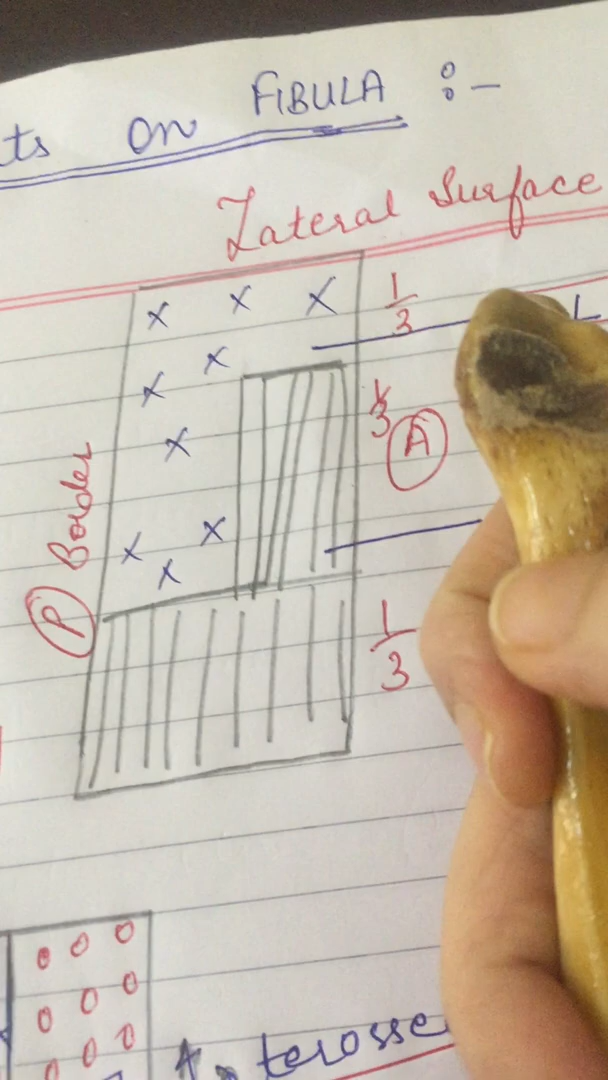 ts on FIBULA :-
Lateral Surface
x x x 1/3
L
x
x 1/3
x A
Border
x x
x
P 1/3
o o o
o o o
o o o
terosse